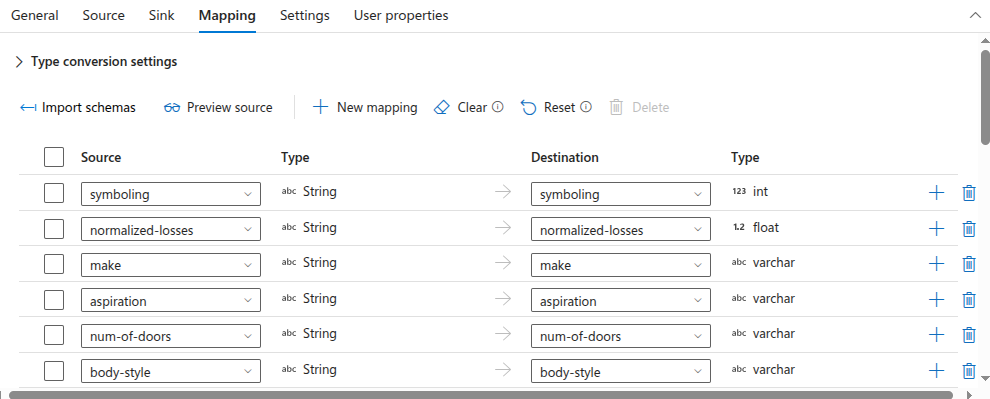 General Source Sink Mapping Settings User properties
Type conversion settings
Import schemas Preview source New mapping Clear Reset Delete
Source Type Destination Type
symboling abc String symboling 123 int
normalized-losses abc String normalized-losses 1.2 float
make abc String make abc varchar
aspiration abc String aspiration abc varchar
num-of-doors abc String num-of-doors abc varchar
body-style abc String body-style abc varchar